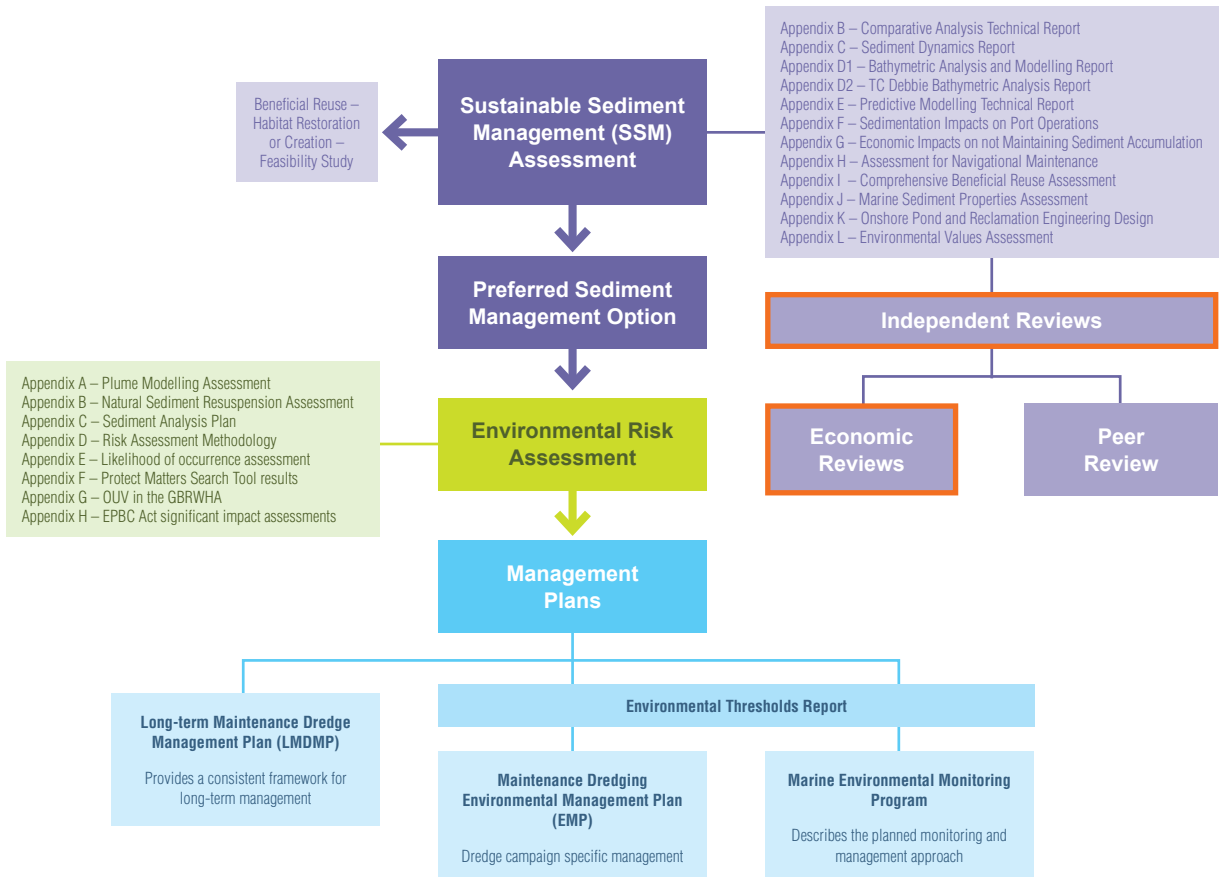 Beneficial Reuse –
Habitat Restoration
or Creation –
Feasibility Study
Sustainable Sediment
Management (SSM)
Assessment
Appendix B – Comparative Analysis Technical Report
Appendix C – Sediment Dynamics Report
Appendix D1 – Bathymetric Analysis and Modelling Report
Appendix D2 – TC Debbie Bathymetric Analysis Report
Appendix E – Predictive Modelling Technical Report
Appendix F – Sedimentation Impacts on Port Operations
Appendix G – Economic Impacts on not Maintaining Sediment Accumulation
Appendix H – Assessment for Navigational Maintenance
Appendix I – Comprehensive Beneficial Reuse Assessment
Appendix J – Marine Sediment Properties Assessment
Appendix K – Onshore Pond and Reclamation Engineering Design
Appendix L – Environmental Values Assessment
Preferred Sediment
Management Option
Independent Reviews
Economic
Reviews
Peer
Review
Appendix A – Plume Modelling Assessment
Appendix B – Natural Sediment Resuspension Assessment
Appendix C – Sediment Analysis Plan
Appendix D – Risk Assessment Methodology
Appendix E – Likelihood of occurrence assessment
Appendix F – Protect Matters Search Tool results
Appendix G – OUV in the GBRWHA
Appendix H – EPBC Act significant impact assessments
Environmental Risk
Assessment
Management
Plans
Long-term Maintenance Dredge
Management Plan (LMDMP)
Provides a consistent framework for
long-term management
Environmental Thresholds Report
Maintenance Dredging
Environmental Management Plan
(EMP)
Dredge campaign specific management
Marine Environmental Monitoring
Program
Describes the planned monitoring and
management approach